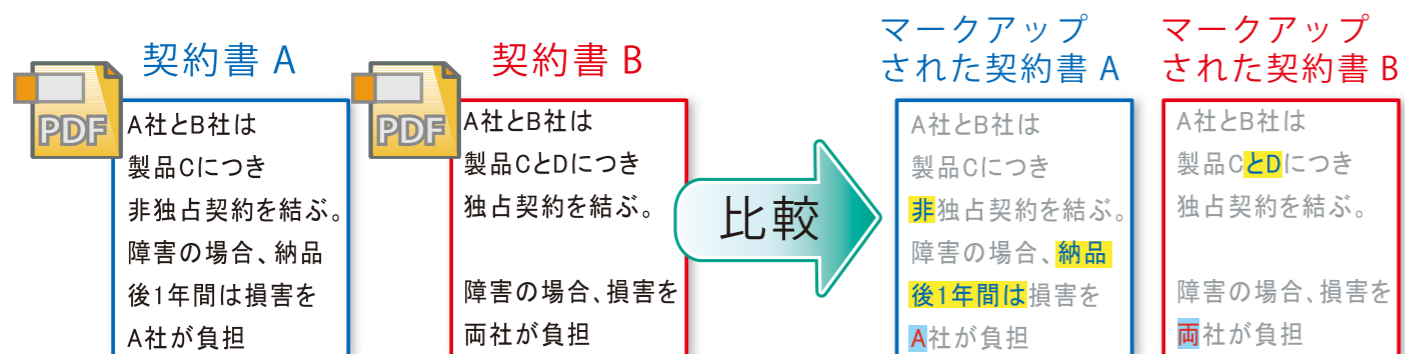 契約書 A
PDF
A社とB社は
製品Cにつき
非独占契約を結ぶ。
障害の場合、納品
後1年間は損害を
A社が負担
契約書 B
PDF
A社とB社は
製品CとDにつき
独占契約を結ぶ。
障害の場合、損害を
両社が負担
比較
マークアップ
された契約書 A
A社とB社は
製品Cにつき
非独占契約を結ぶ。
障害の場合、納品
後1年間は損害を
A社が負担
マークアップ
された契約書 B
A社とB社は
製品CとDにつき
独占契約を結ぶ。
障害の場合、損害を
両社が負担